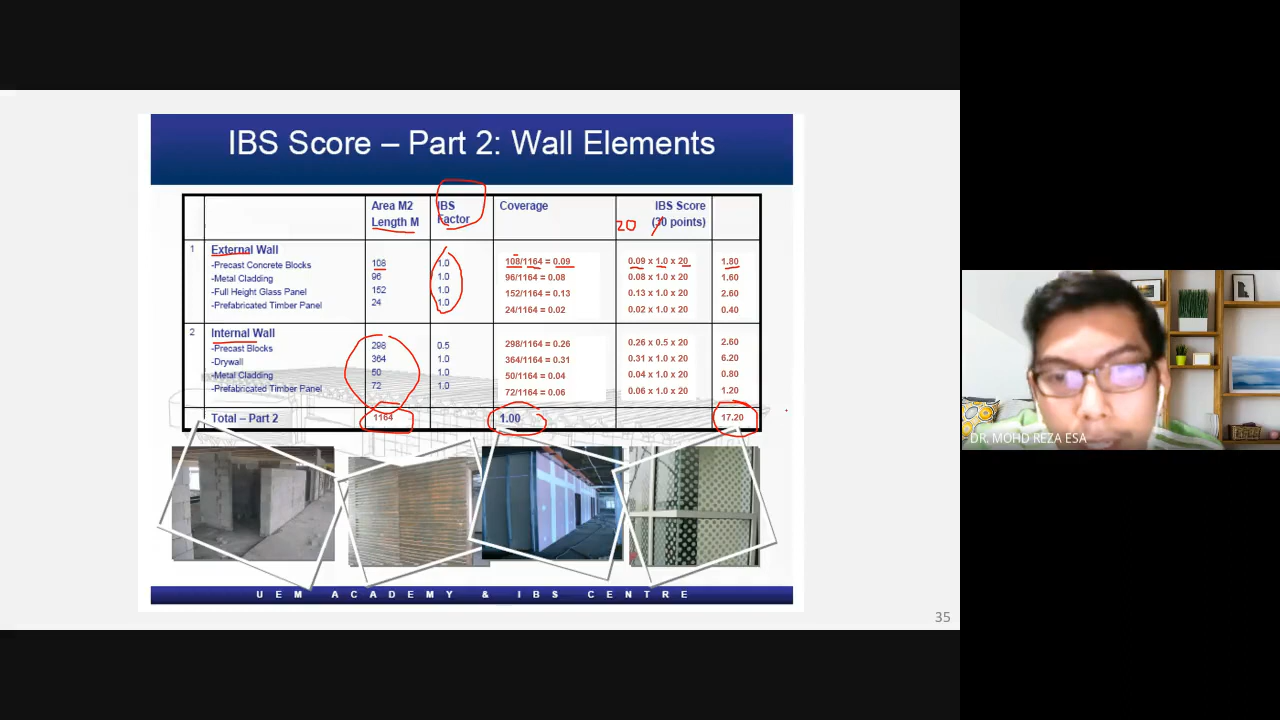 IBS Score – Part 2: Wall Elements
Area M2
Length M
IBS
Factor
Coverage
IBS Score
20 (30 points)
1 External Wall
-Precast Concrete Blocks 108 1.0 108/1164 = 0.09 0.09 x 1.0 x 20 1.80
-Metal Cladding 96 1.0 96/1164 = 0.08 0.08 x 1.0 x 20 1.60
-Full Height Glass Panel 152 1.0 152/1164 = 0.13 0.13 x 1.0 x 20 2.60
-Prefabricated Timber Panel 24 1.0 24/1164 = 0.02 0.02 x 1.0 x 20 0.40
2 Internal Wall
-Precast Blocks 298 0.5 298/1164 = 0.26 0.26 x 0.5 x 20 2.60
-Drywall 364 1.0 364/1164 = 0.31 0.31 x 1.0 x 20 6.20
-Metal Cladding 50 1.0 50/1164 = 0.04 0.04 x 1.0 x 20 0.80
-Prefabricated Timber Panel 72 1.0 72/1164 = 0.06 0.06 x 1.0 x 20 1.20
Total – Part 2 1164 1.00 17.20
UEM ACADEMY & IBS CENTRE
35
DR. MOHD REZA ESA